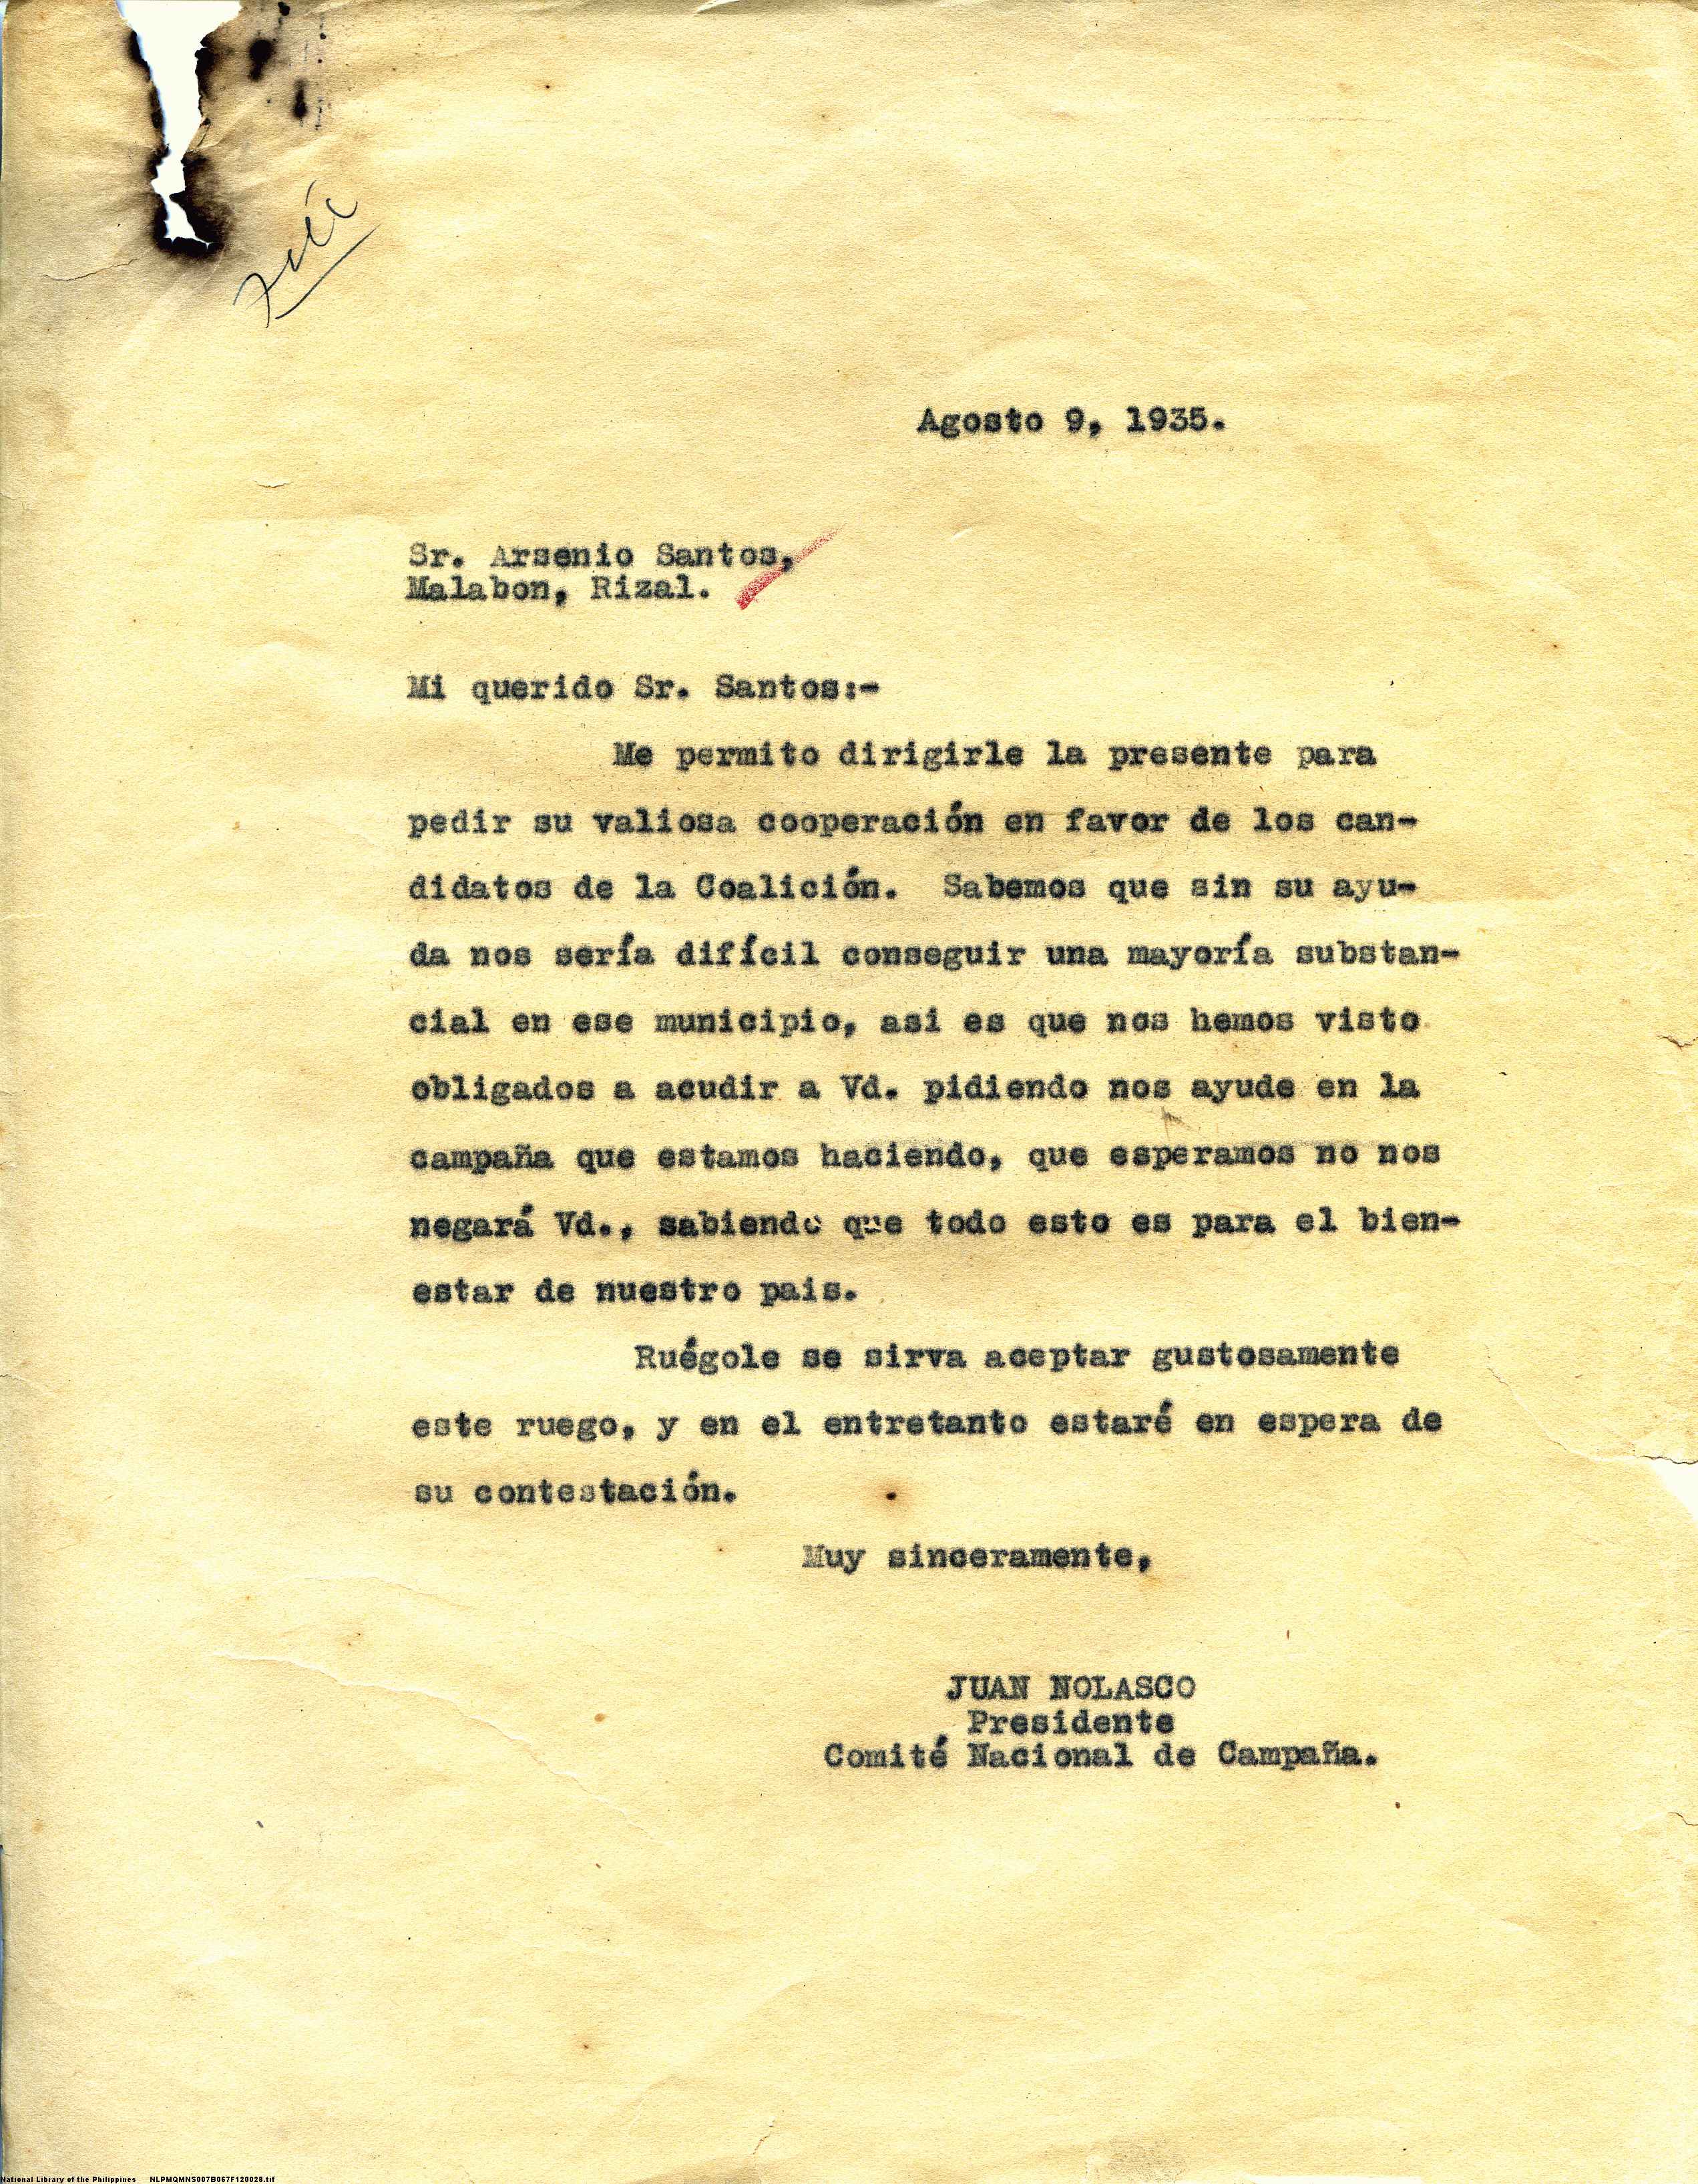 Agosto 9, 1935.
Sr. Arsenio Santos,
Malabon, Rizal.
Mi querido Sr. Santos:-
Me permito dirigirle la presente para
pedir su valiosa cooperación en favor de los can-
didatos de la Coalición. Sabemos que sin su ayu-
da nos sería difícil conseguir una mayoría substan-
cial en ese municipio, asi es que nos hemos visto
obligados a acudir a Vd. pidiendo nos ayude en la
campaña que estamos haciendo, que esperamos no nos
negará Vd., sabiendo que todo esto es para el bien-
estar de nuestro pais.
Ruégole se sirva aceptar gustosamente
este ruego, y en el entretanto estaré en espera de
su contestación.
Muy sinceramente,
JUAN NOLASCO
Presidente
Comité Nacional de Campaña.
National Library of the Philippines NLPMQMNS007B067F120028.tif